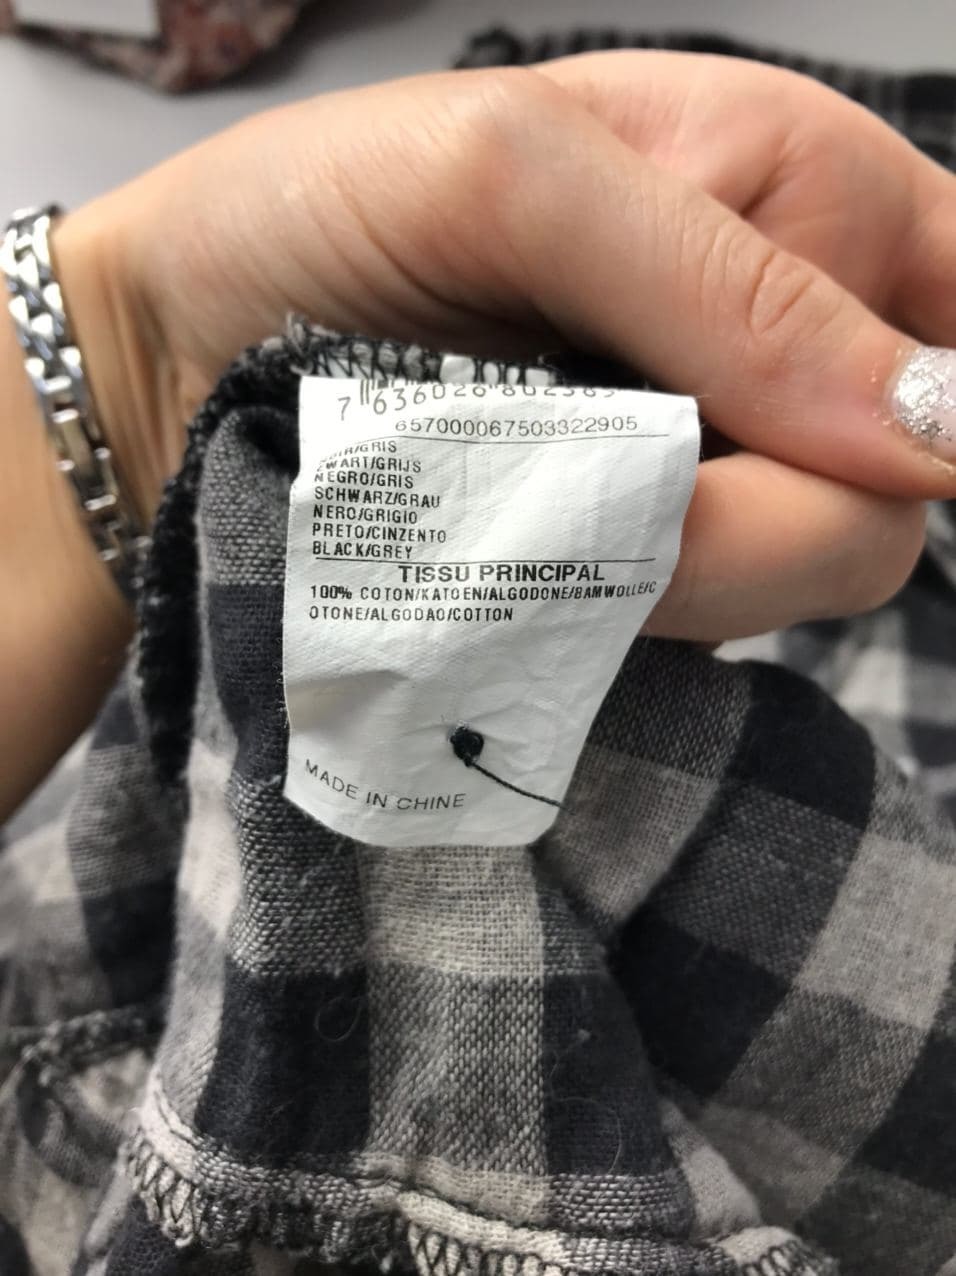 657000067503322905
ZWART/GRIJS
NEGRO/GRIS
SCHWARZ/GRAU
NERO/GRIGIO
PRETO/CINZENTO
BLACK/GREY
TISSU PRINCIPAL
100% COTON/KATOEN/ALGODONE/BAMWOLLE/C
OTONE/ALGODAO/COTTON
MADE IN CHINE